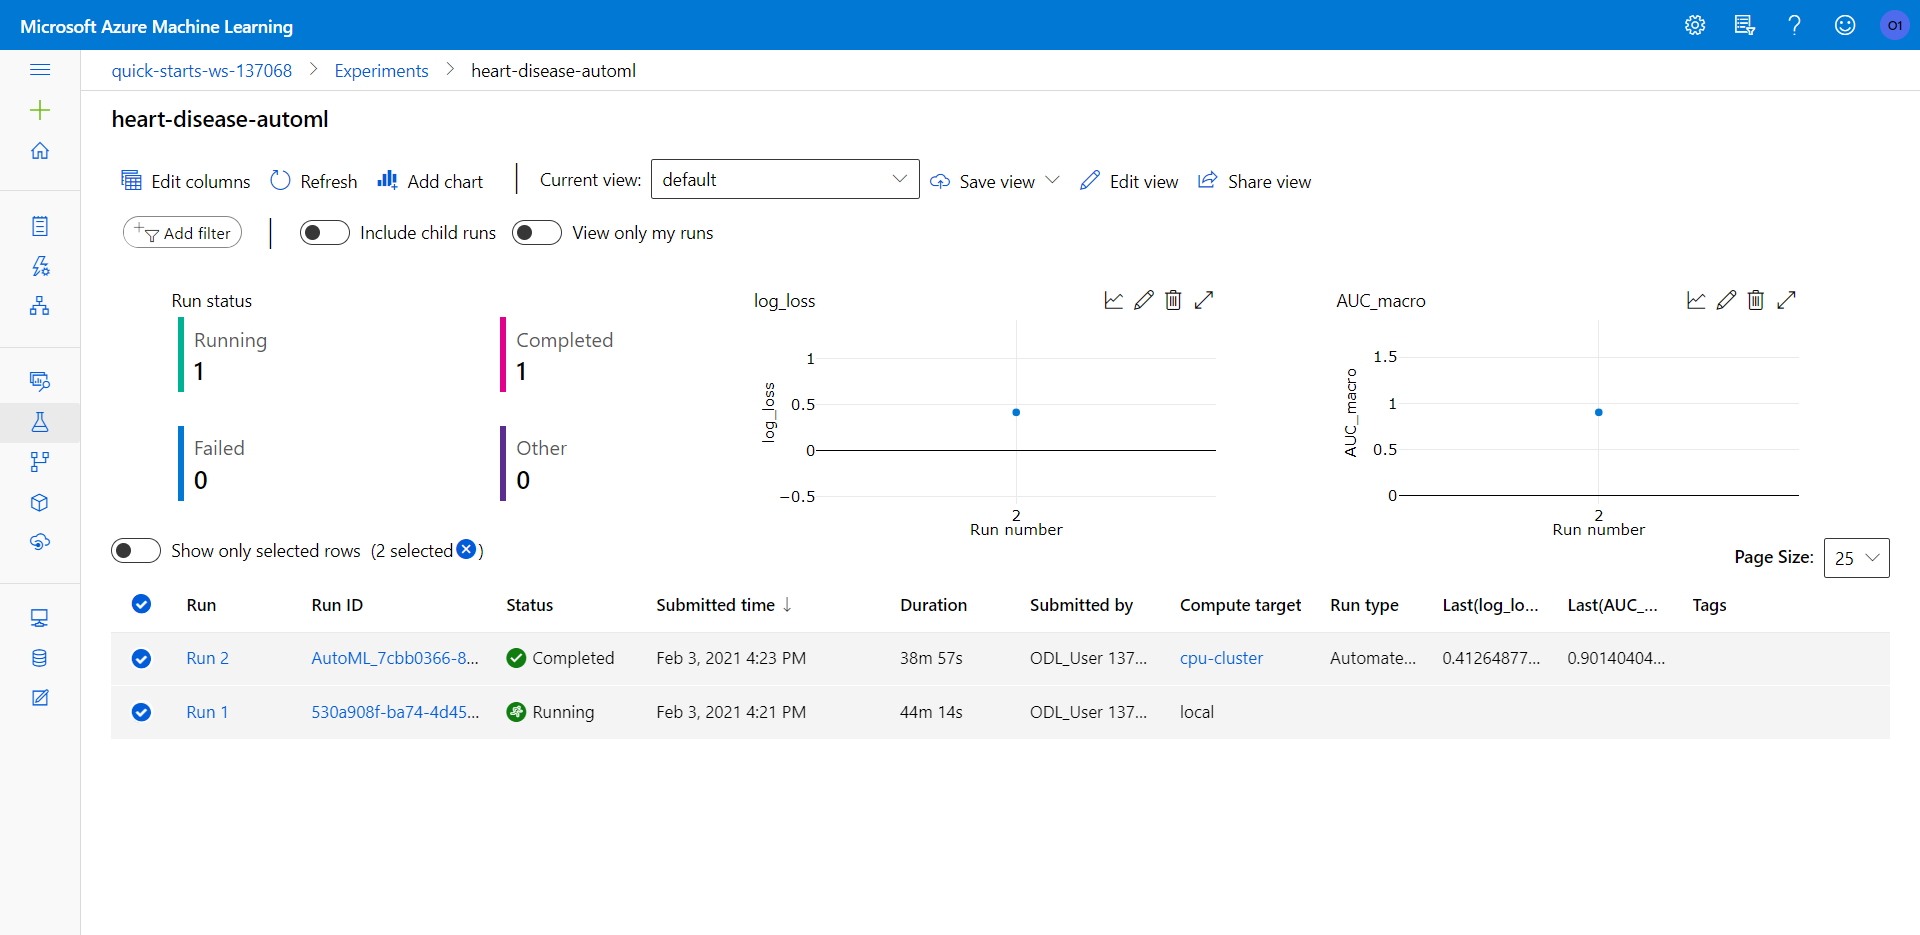 Microsoft Azure Machine Learning
O1
quick-starts-ws-137068 Experiments heart-disease-automl
heart-disease-automl
Edit columns Refresh Add chart Current view: default Save view Edit view Share view
Add filter Include child runs View only my runs
Run status
Running
1
Completed
1
Failed
0
Other
0
log_loss
1
0.5
0
−0.5
log_loss
2
Run number
AUC_macro
1.5
1
0.5
0
AUC_macro
2
Run number
Show only selected rows (2 selected )
Page Size: 25
Run Run ID Status Submitted time ↓ Duration Submitted by Compute target Run type Last(log_lo... Last(AUC_... Tags
Run 2 AutoML_7cbb0366-8... Completed Feb 3, 2021 4:23 PM 38m 57s ODL_User 137... cpu-cluster Automate... 0.41264877... 0.90140404...
Run 1 530a908f-ba74-4d45... Running Feb 3, 2021 4:21 PM 44m 14s ODL_User 137... local